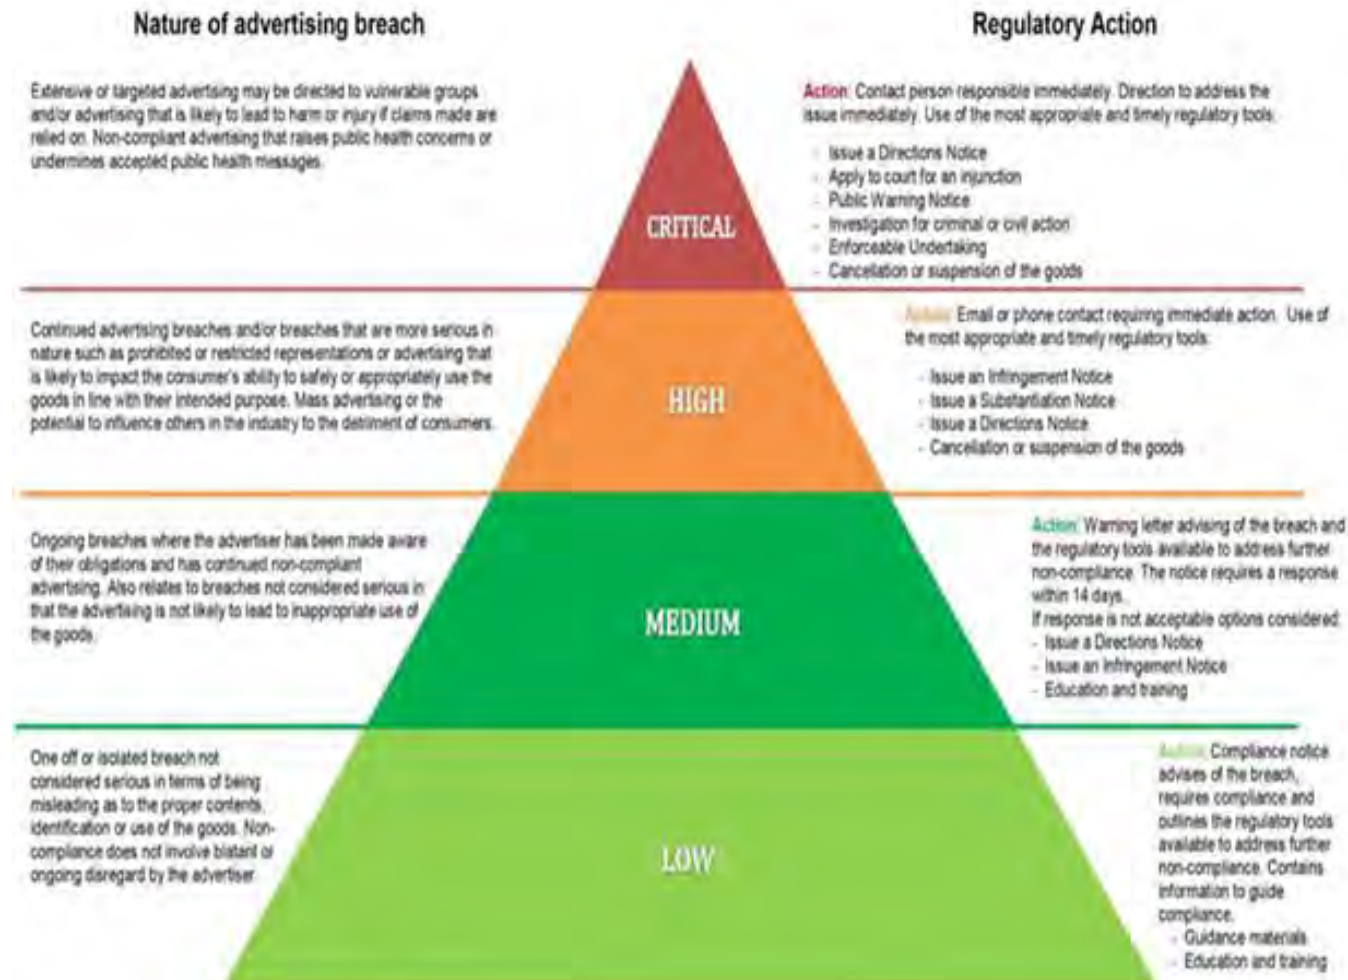 Nature of advertising breach
Regulatory Action
Extensive or targeted advertising may be directed to vulnerable groups
and/or advertising that is likely to lead to harm or injury if claims made are
relied on. Non-compliant advertising that raises public health concerns or
undermines accepted public health messages.
CRITICAL
Action: Contact person responsible immediately. Direction to address the
issue immediately. Use of the most appropriate and timely regulatory tools.
- Issue a Directions Notice
- Apply to court for an injunction
- Public Warning Notice
- Investigation for criminal or civil action
- Enforceable Undertaking
- Cancellation or suspension of the goods
Continued advertising breaches and/or breaches that are more serious in
nature such as prohibited or restricted representations or advertising that
is likely to impact the consumer's ability to safely or appropriately use the
goods in line with their intended purpose. Mass advertising or the
potential to influence others in the industry to the detriment of consumers.
HIGH
Action: Email or phone contact requiring immediate action. Use of
the most appropriate and timely regulatory tools:
- Issue an Infringement Notice
- Issue a Substantiation Notice
- Issue a Directions Notice
- Cancellation or suspension of the goods
Ongoing breaches where the advertiser has been made aware
of their obligations and has continued non-compliant
advertising. Also relates to breaches not considered serious in
that the advertising is not likely to lead to inappropriate use of
the goods.
MEDIUM
Action: Warning letter advising of the breach and
the regulatory tools available to address further
non-compliance. The notice requires a response
within 14 days.
If response is not acceptable options considered:
- Issue a Directions Notice
- Issue an Infringement Notice
- Education and training
One off or isolated breach not
considered serious in terms of being
misleading as to the proper contents,
identification or use of the goods. Non-
compliance does not involve blatant or
ongoing disregard by the advertiser
LOW
Action: Compliance notice
advises of the breach,
requires compliance and
outlines the regulatory tools
available to address further
non-compliance. Contains
information to guide
compliance.
- Guidance materials
- Education and training